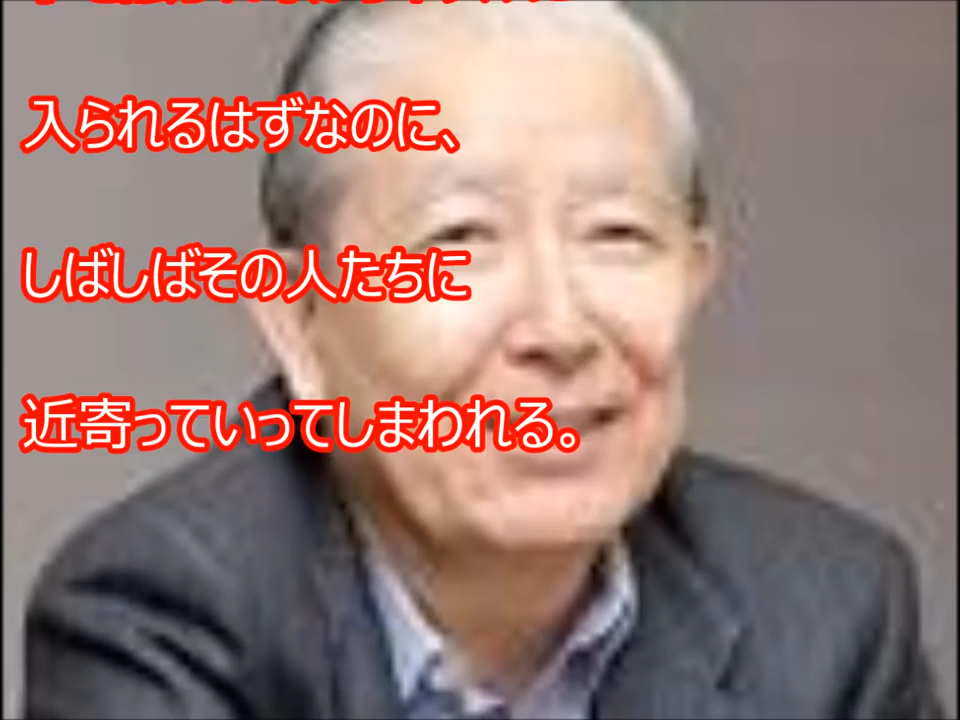 入られるはずなのに、
しばしばその人たちに
近寄っていってしまわれる。